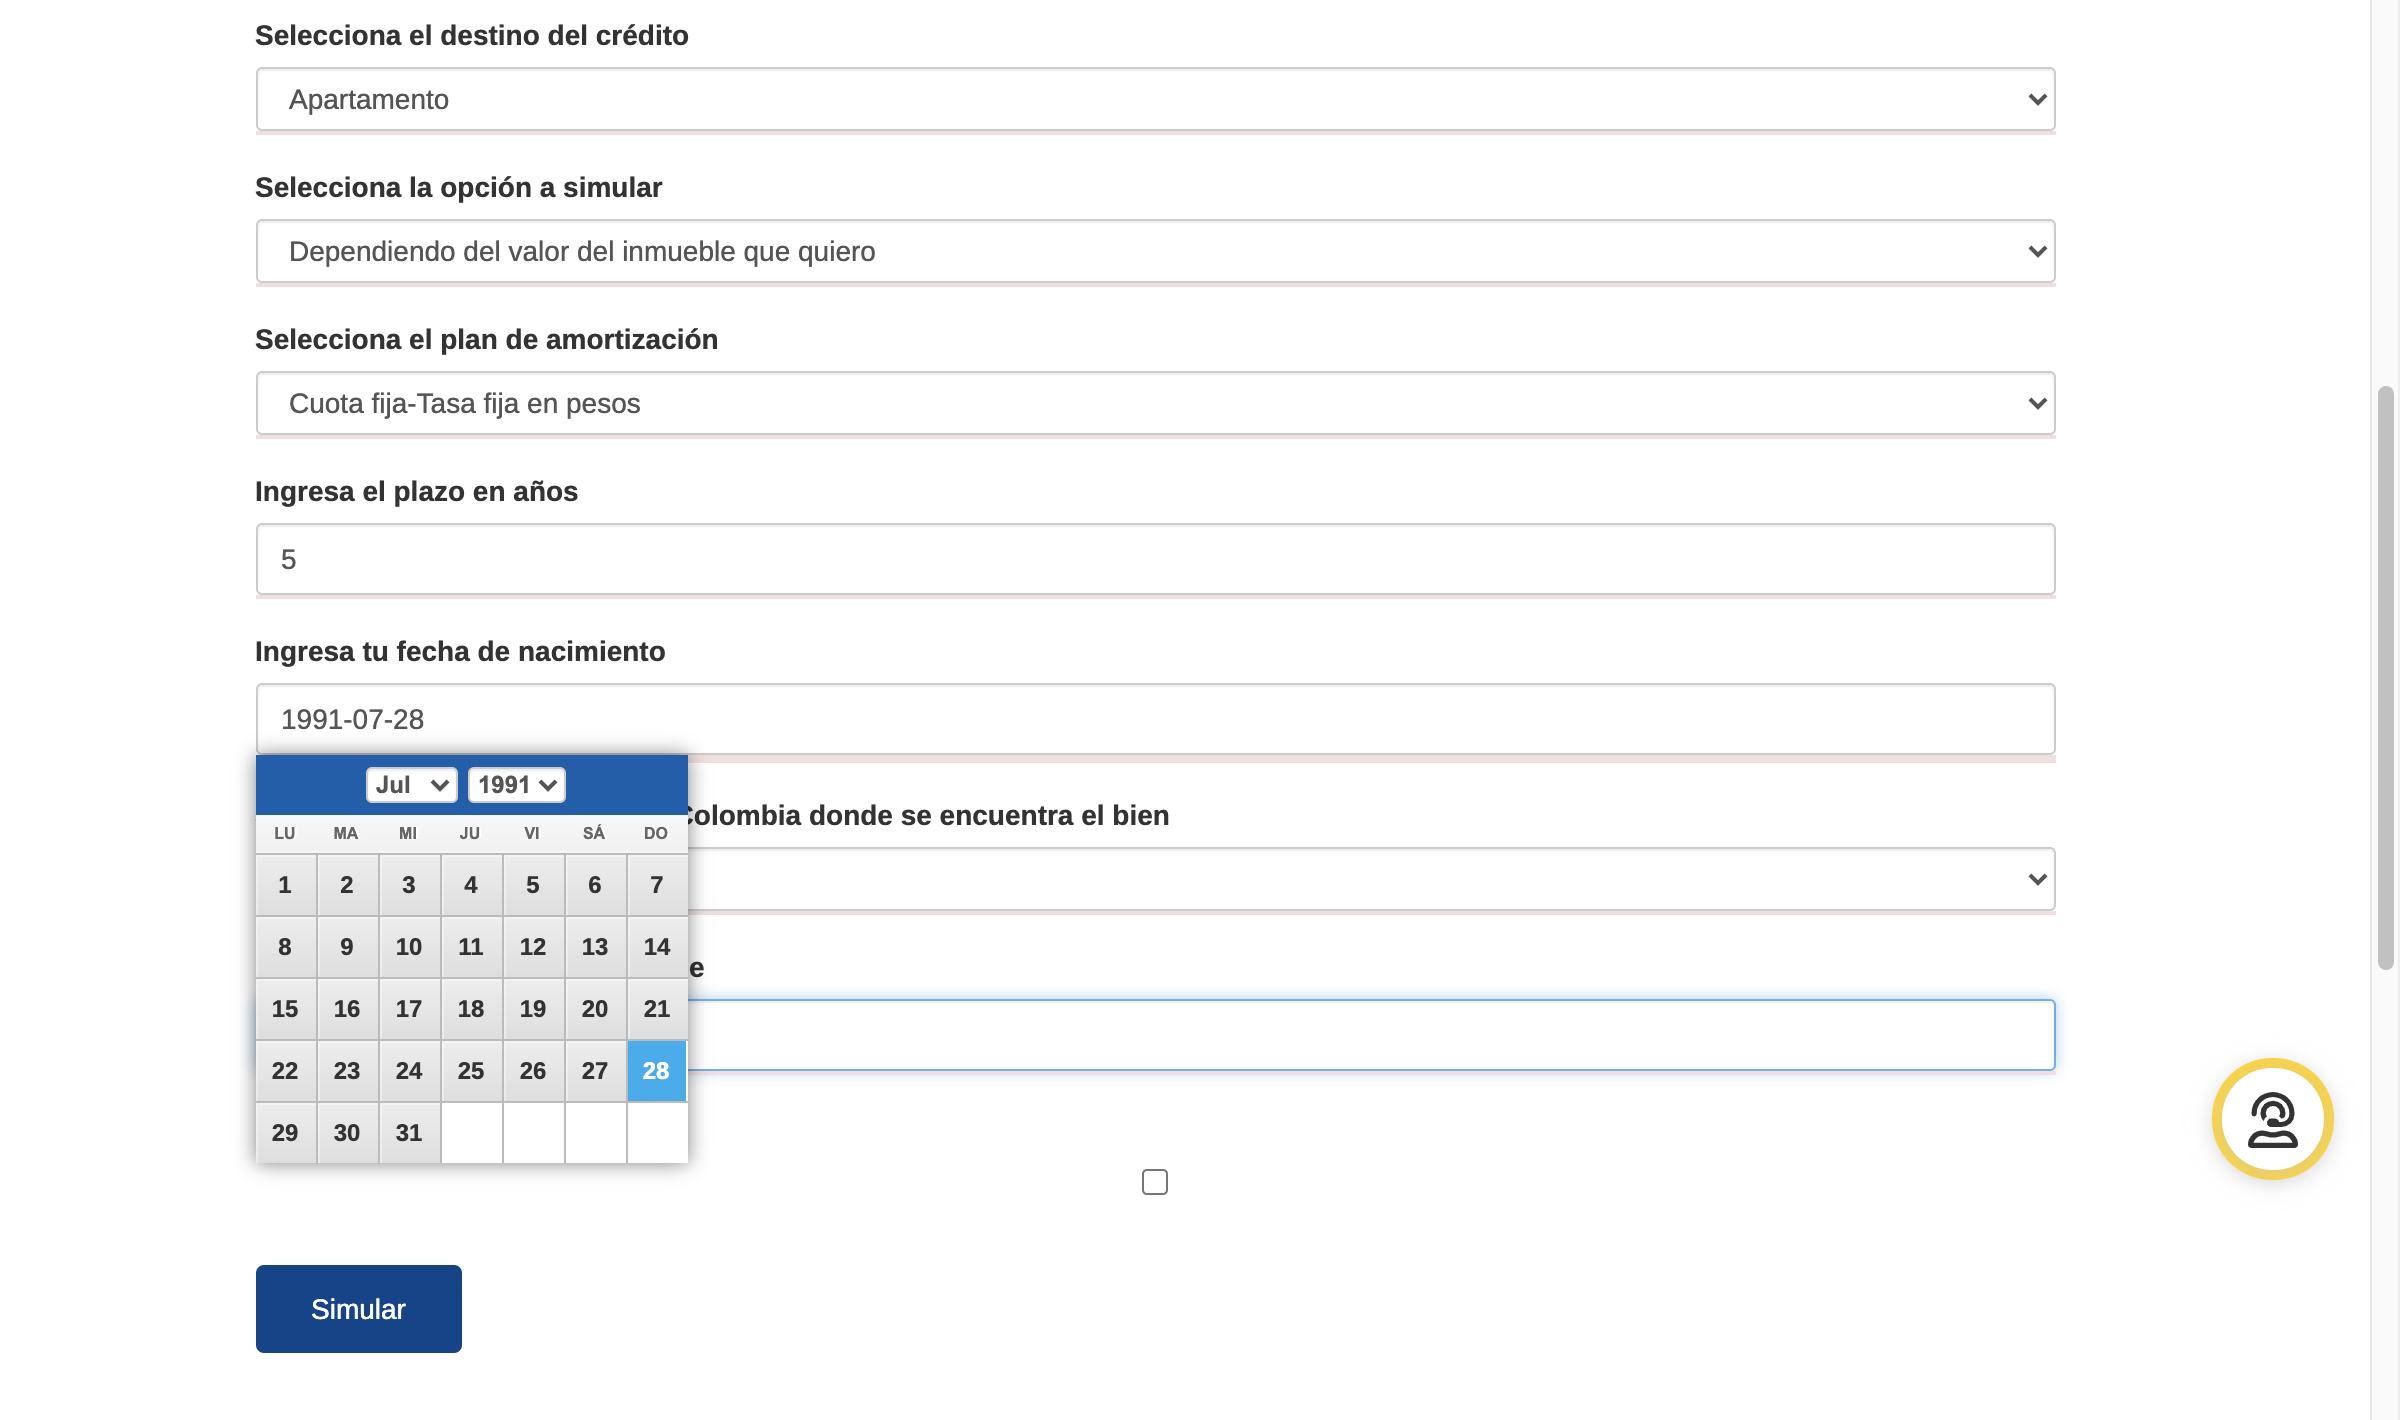 Selecciona el destino del crédito
Apartamento
Selecciona la opción a simular
Dependiendo del valor del inmueble que quiero
Selecciona el plan de amortización
Cuota fija-Tasa fija en pesos
Ingresa el plazo en años
5
Ingresa tu fecha de nacimiento
1991-07-28
Jul 1991
Colombia donde se encuentra el bien
LU MA MI JU VI SÁ DO
1 2 3 4 5 6 7
8 9 10 11 12 13 14
e
15 16 17 18 19 20 21
22 23 24 25 26 27 28
29 30 31
Simular